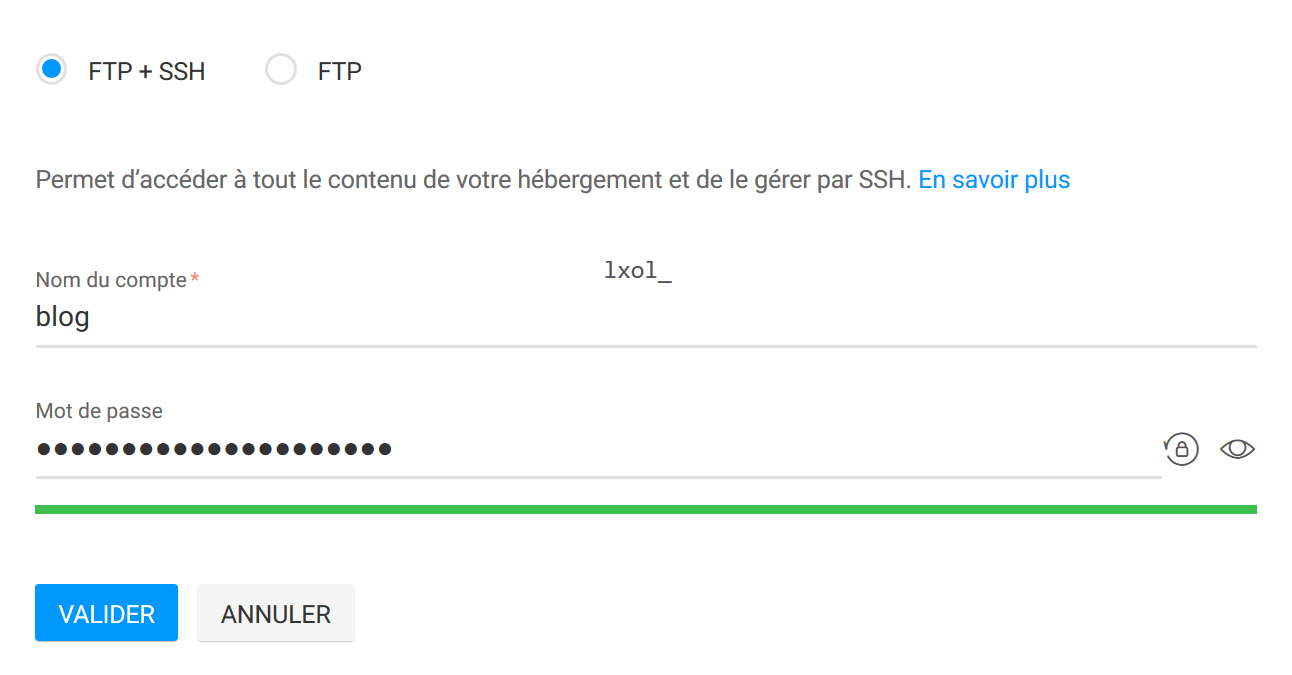 FTP + SSH FTP
Permet d’accéder à tout le contenu de votre hébergement et de le gérer par SSH. En savoir plus
lxol_
Nom du compte *
blog
Mot de passe
●●●●●●●●●●●●●●●●●●●●●
VALIDER ANNULER